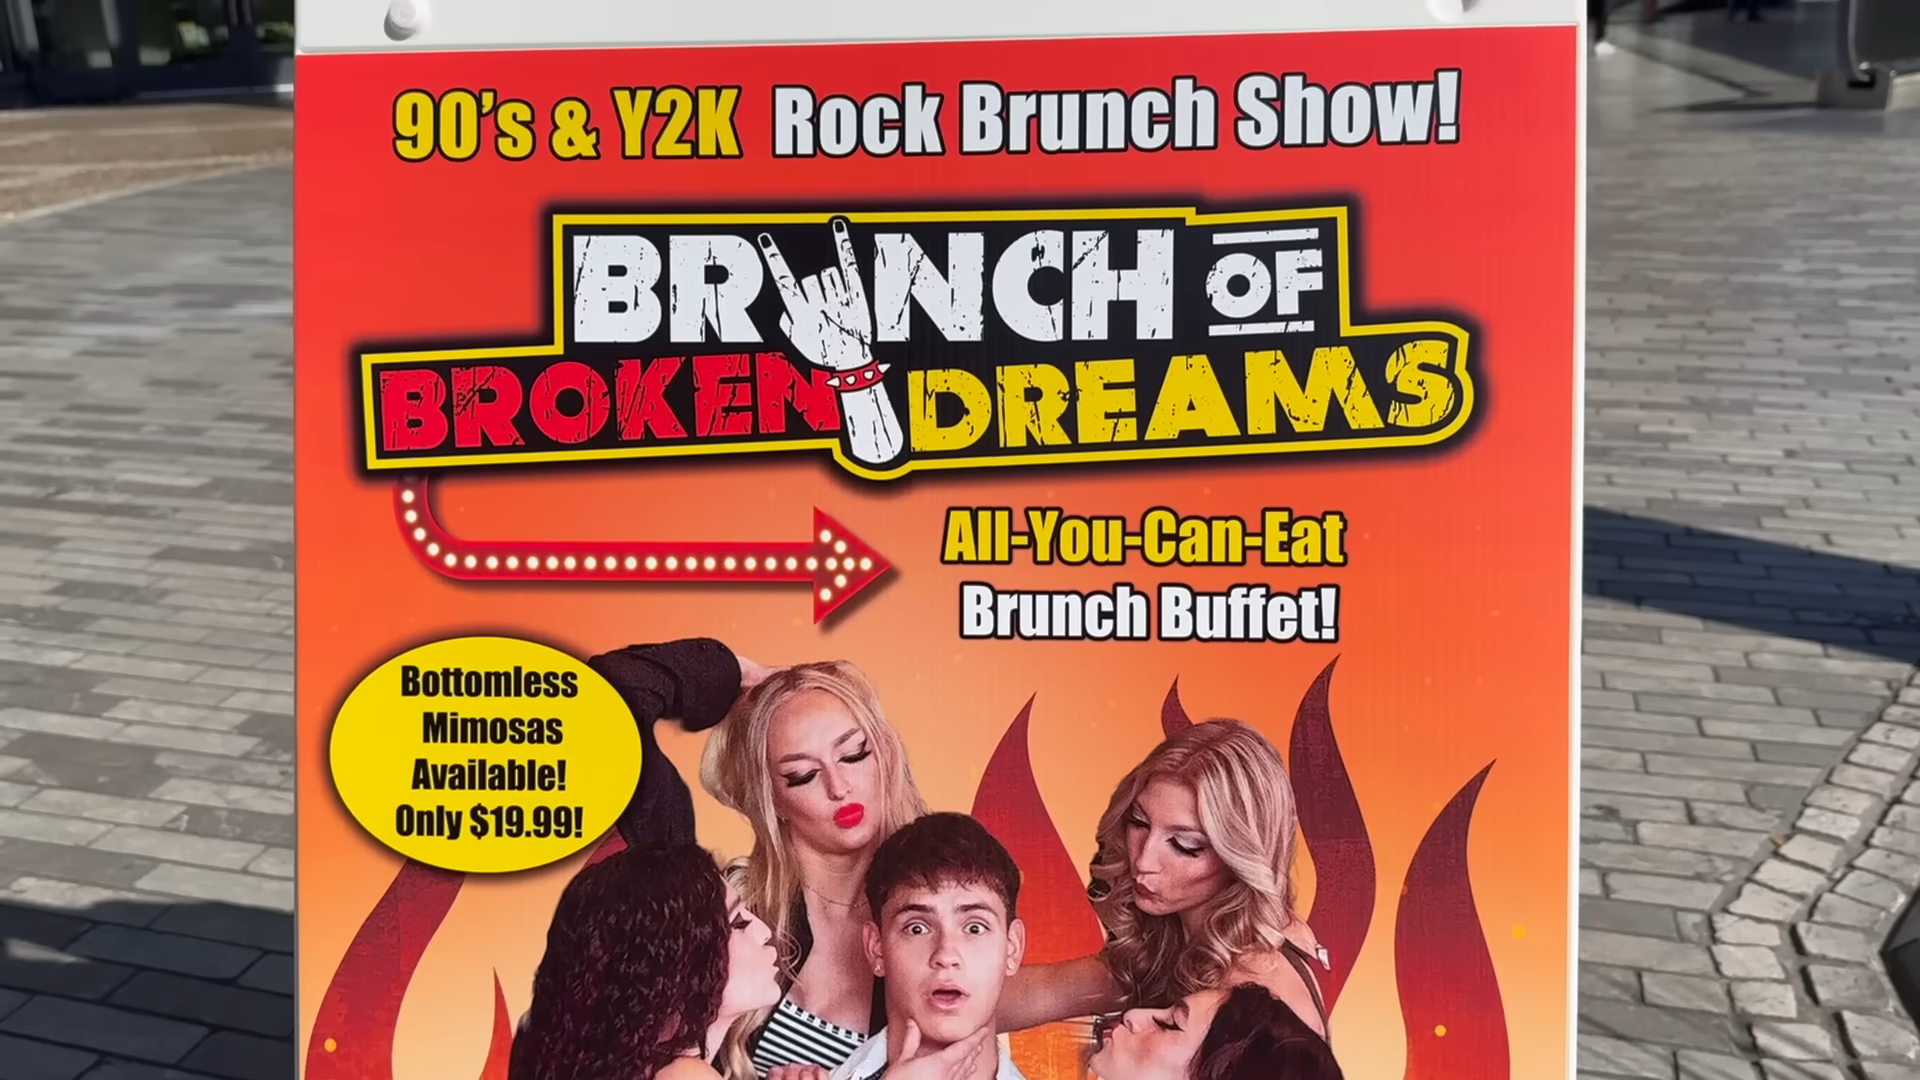 90's & Y2K Rock Brunch Show!
BRUNCH OF
BROKEN DREAMS
All-You-Can-Eat
Brunch Buffet!
Bottomless
Mimosas
Available!
Only $19.99!